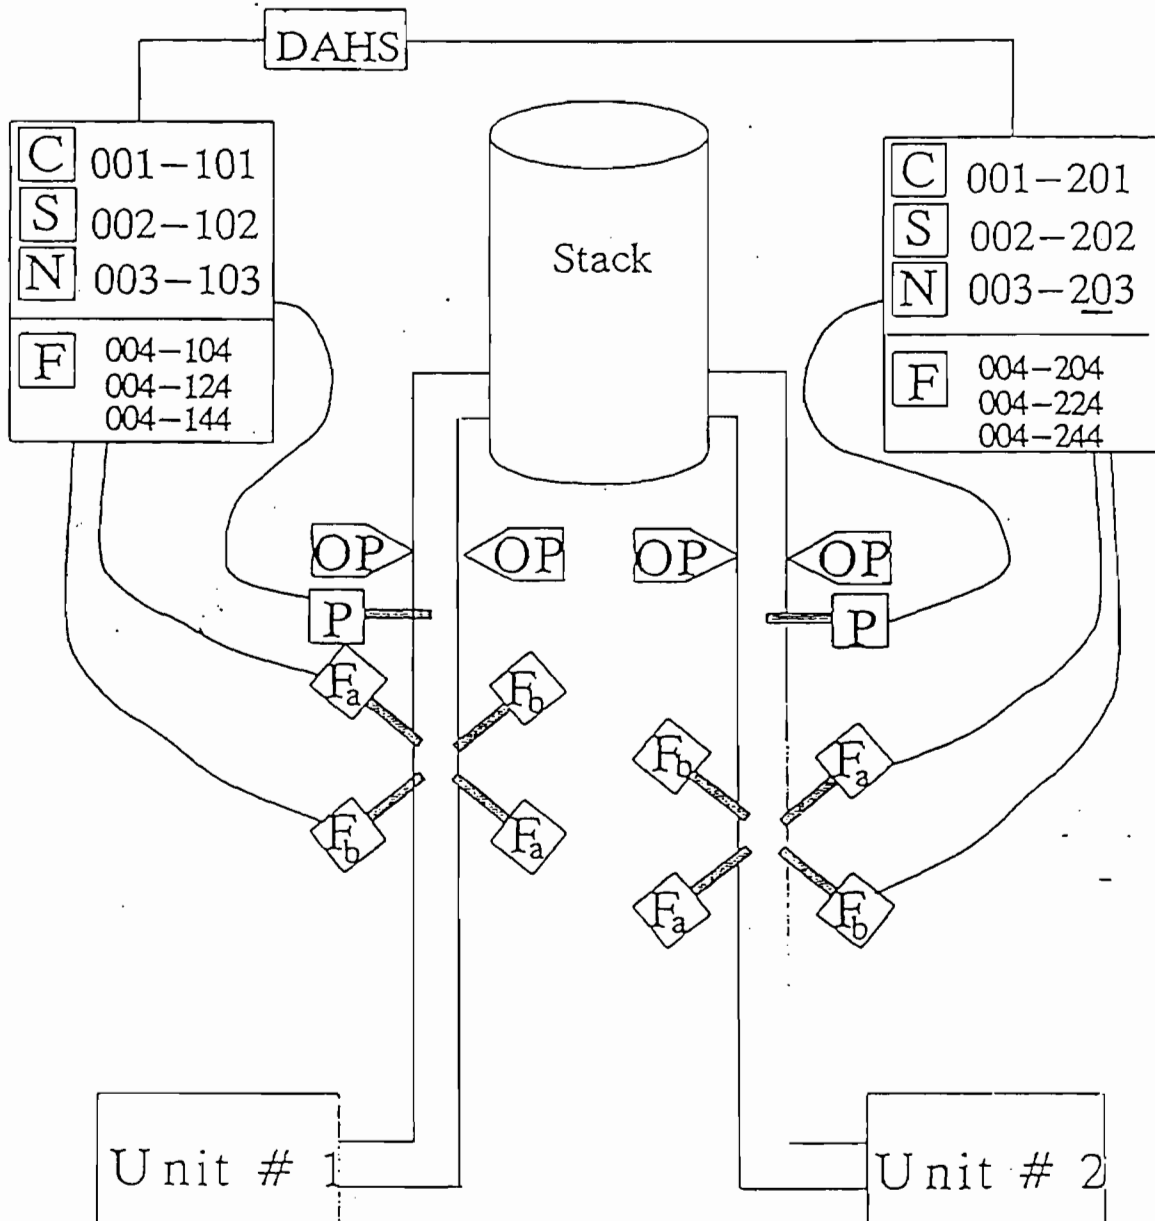 DAHS
C 001-101
S 002-102
N 003-103
F 004-104
004-124
004-144
Stack
C 001-201
S 002-202
N 003-203
F 004-204
004-224
004-244
OP
OP
OP
OP
P
P
Fa
Fb
Fb
Fa
Fb
Fa
Fa
Fb
Unit # 1
Unit # 2